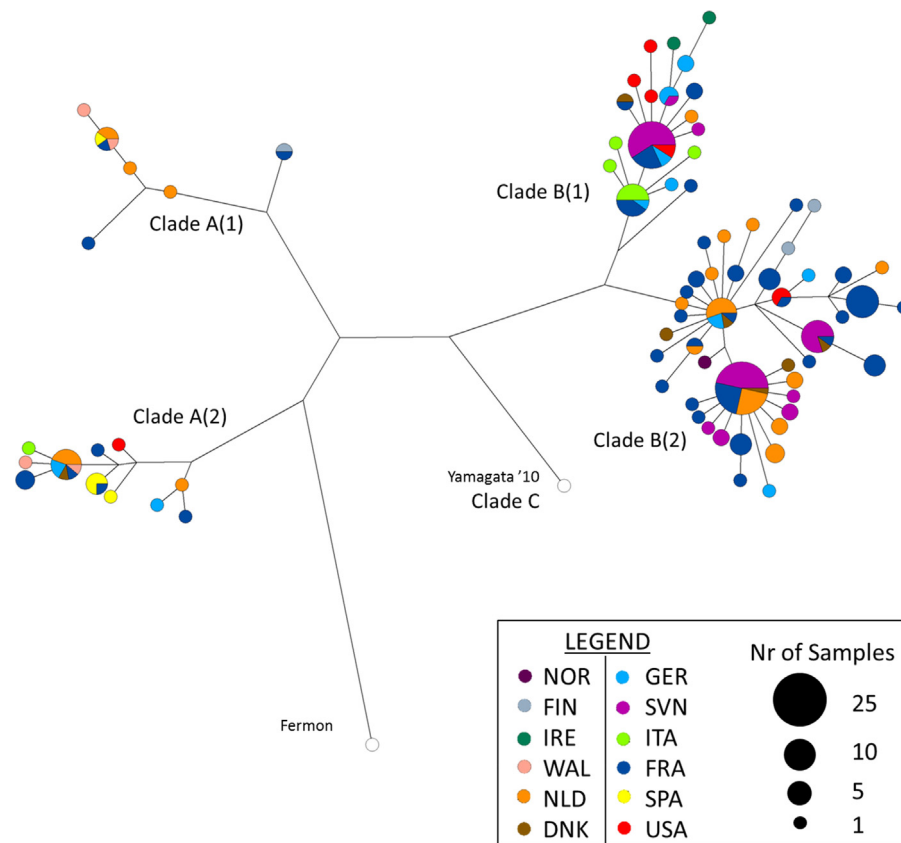 Clade A(1)
Clade B(1)
Clade A(2)
Clade B(2)
Yamagata ’10
Clade C
Fermon
LEGEND
NOR
FIN
IRE
WAL
NLD
DNK
GER
SVN
ITA
FRA
SPA
USA
Nr of Samples
25
10
5
1